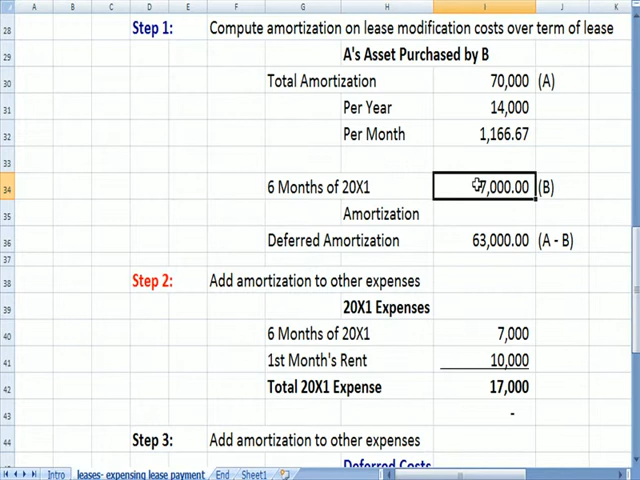 A B C D E F G H I J K
28 Step 1: Compute amortization on lease modification costs over term of lease
29 A's Asset Purchased by B
30 Total Amortization 70,000 (A)
31 Per Year 14,000
32 Per Month 1,166.67
33
34 6 Months of 20X1 7,000.00 (B)
35 Amortization
36 Deferred Amortization 63,000.00 (A - B)
37
38 Step 2: Add amortization to other expenses
39 20X1 Expenses
40 6 Months of 20X1 7,000
41 1st Month's Rent 10,000
42 Total 20X1 Expense 17,000
43 -
44 Step 3: Add amortization to other expenses
Deferred Costs
Intro leases- expensing lease payment End Sheet1